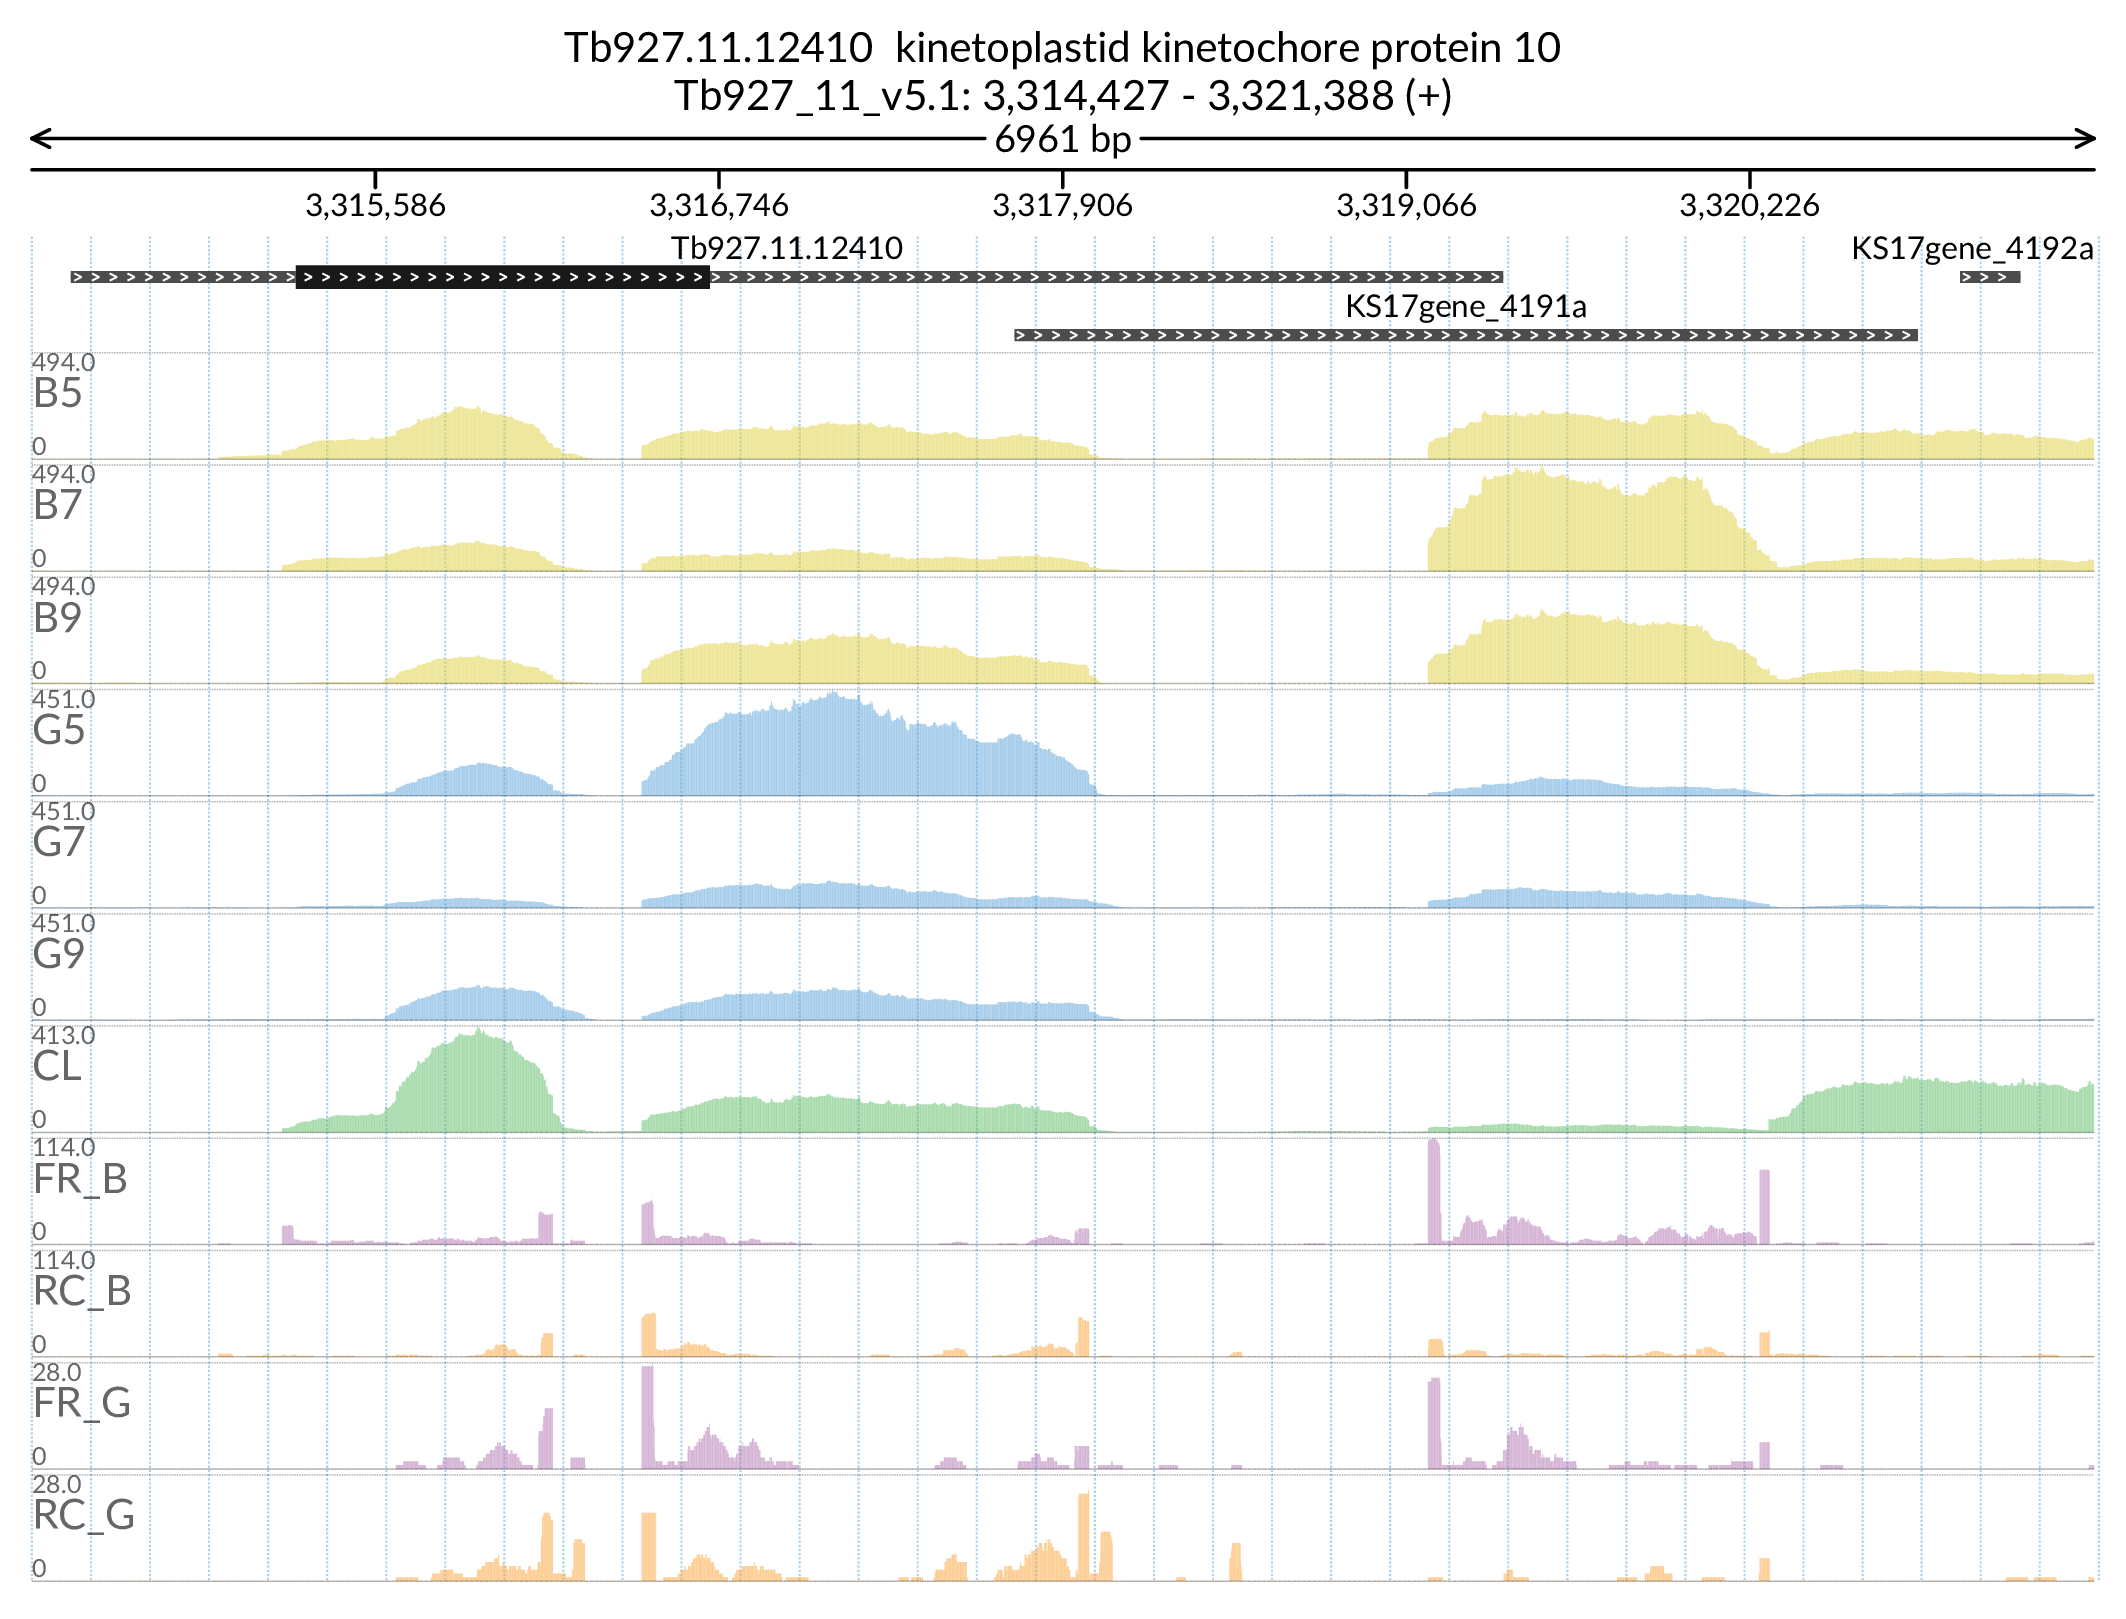 Tb927.11.12410 kinetoplastid kinetochore protein 10
Tb927_11_v5.1: 3,314,427 - 3,321,388 (+)
6961 bp
3,315,586 3,316,746 3,317,906 3,319,066 3,320,226
Tb927.11.12410 KS17gene_4192a
KS17gene_4191a
494.0
B5
0
494.0
B7
0
494.0
B9
0
451.0
G5
0
451.0
G7
0
451.0
G9
0
413.0
CL
0
114.0
FR_B
0
114.0
RC_B
0
28.0
FR_G
0
28.0
RC_G
0